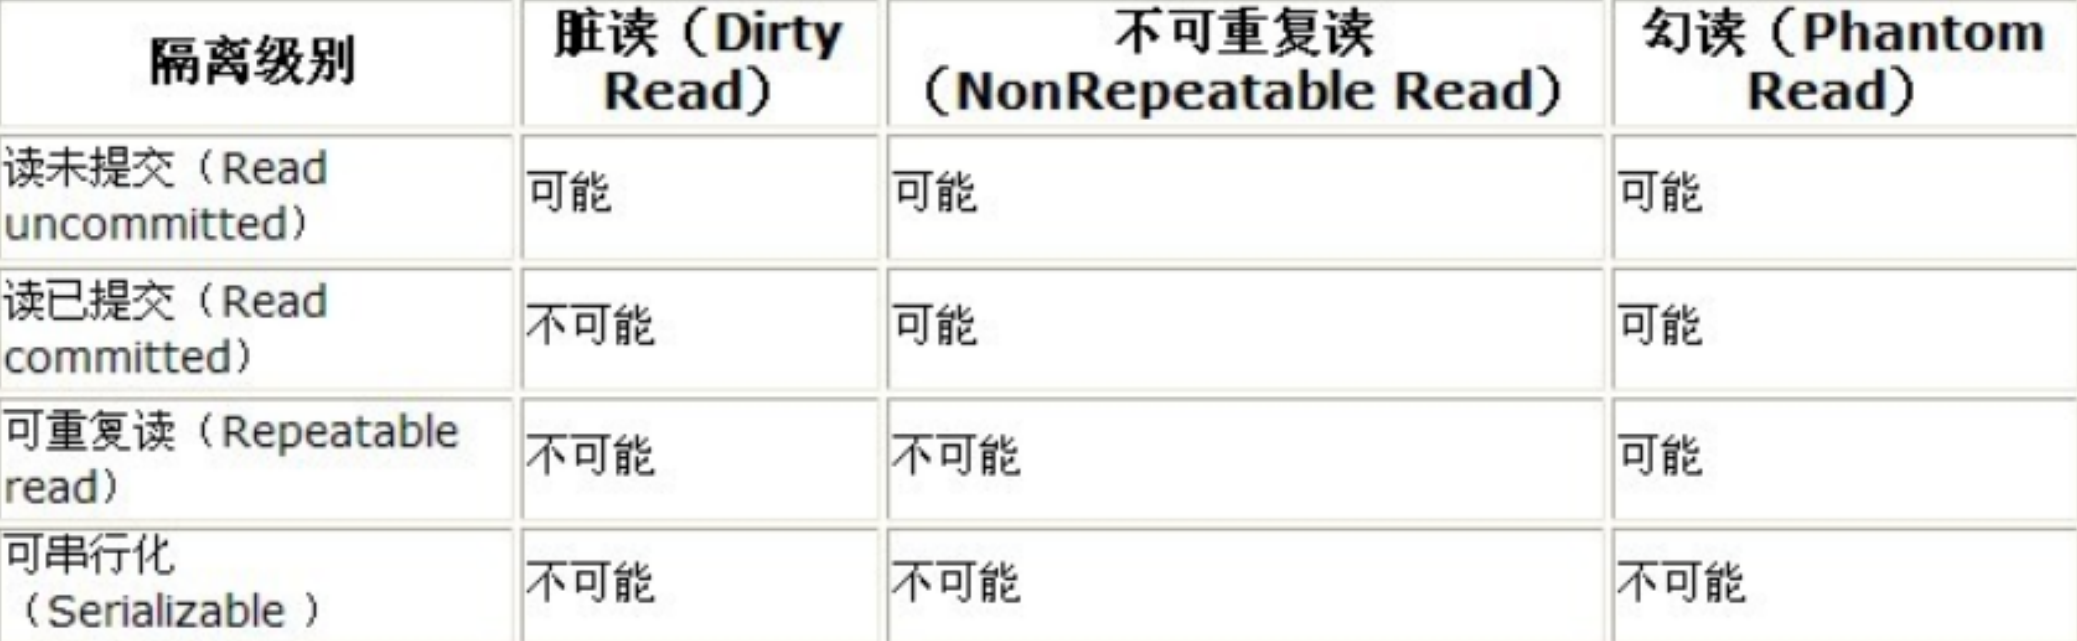 隔离级别
脏读（Dirty
Read）
不可重复读
（NonRepeatable Read）
幻读（Phantom
Read）
读未提交（Read
uncommitted）
可能
可能
可能
读已提交（Read
committed）
不可能
可能
可能
可重复读（Repeatable
read）
不可能
不可能
可能
可串行化
（Serializable ）
不可能
不可能
不可能